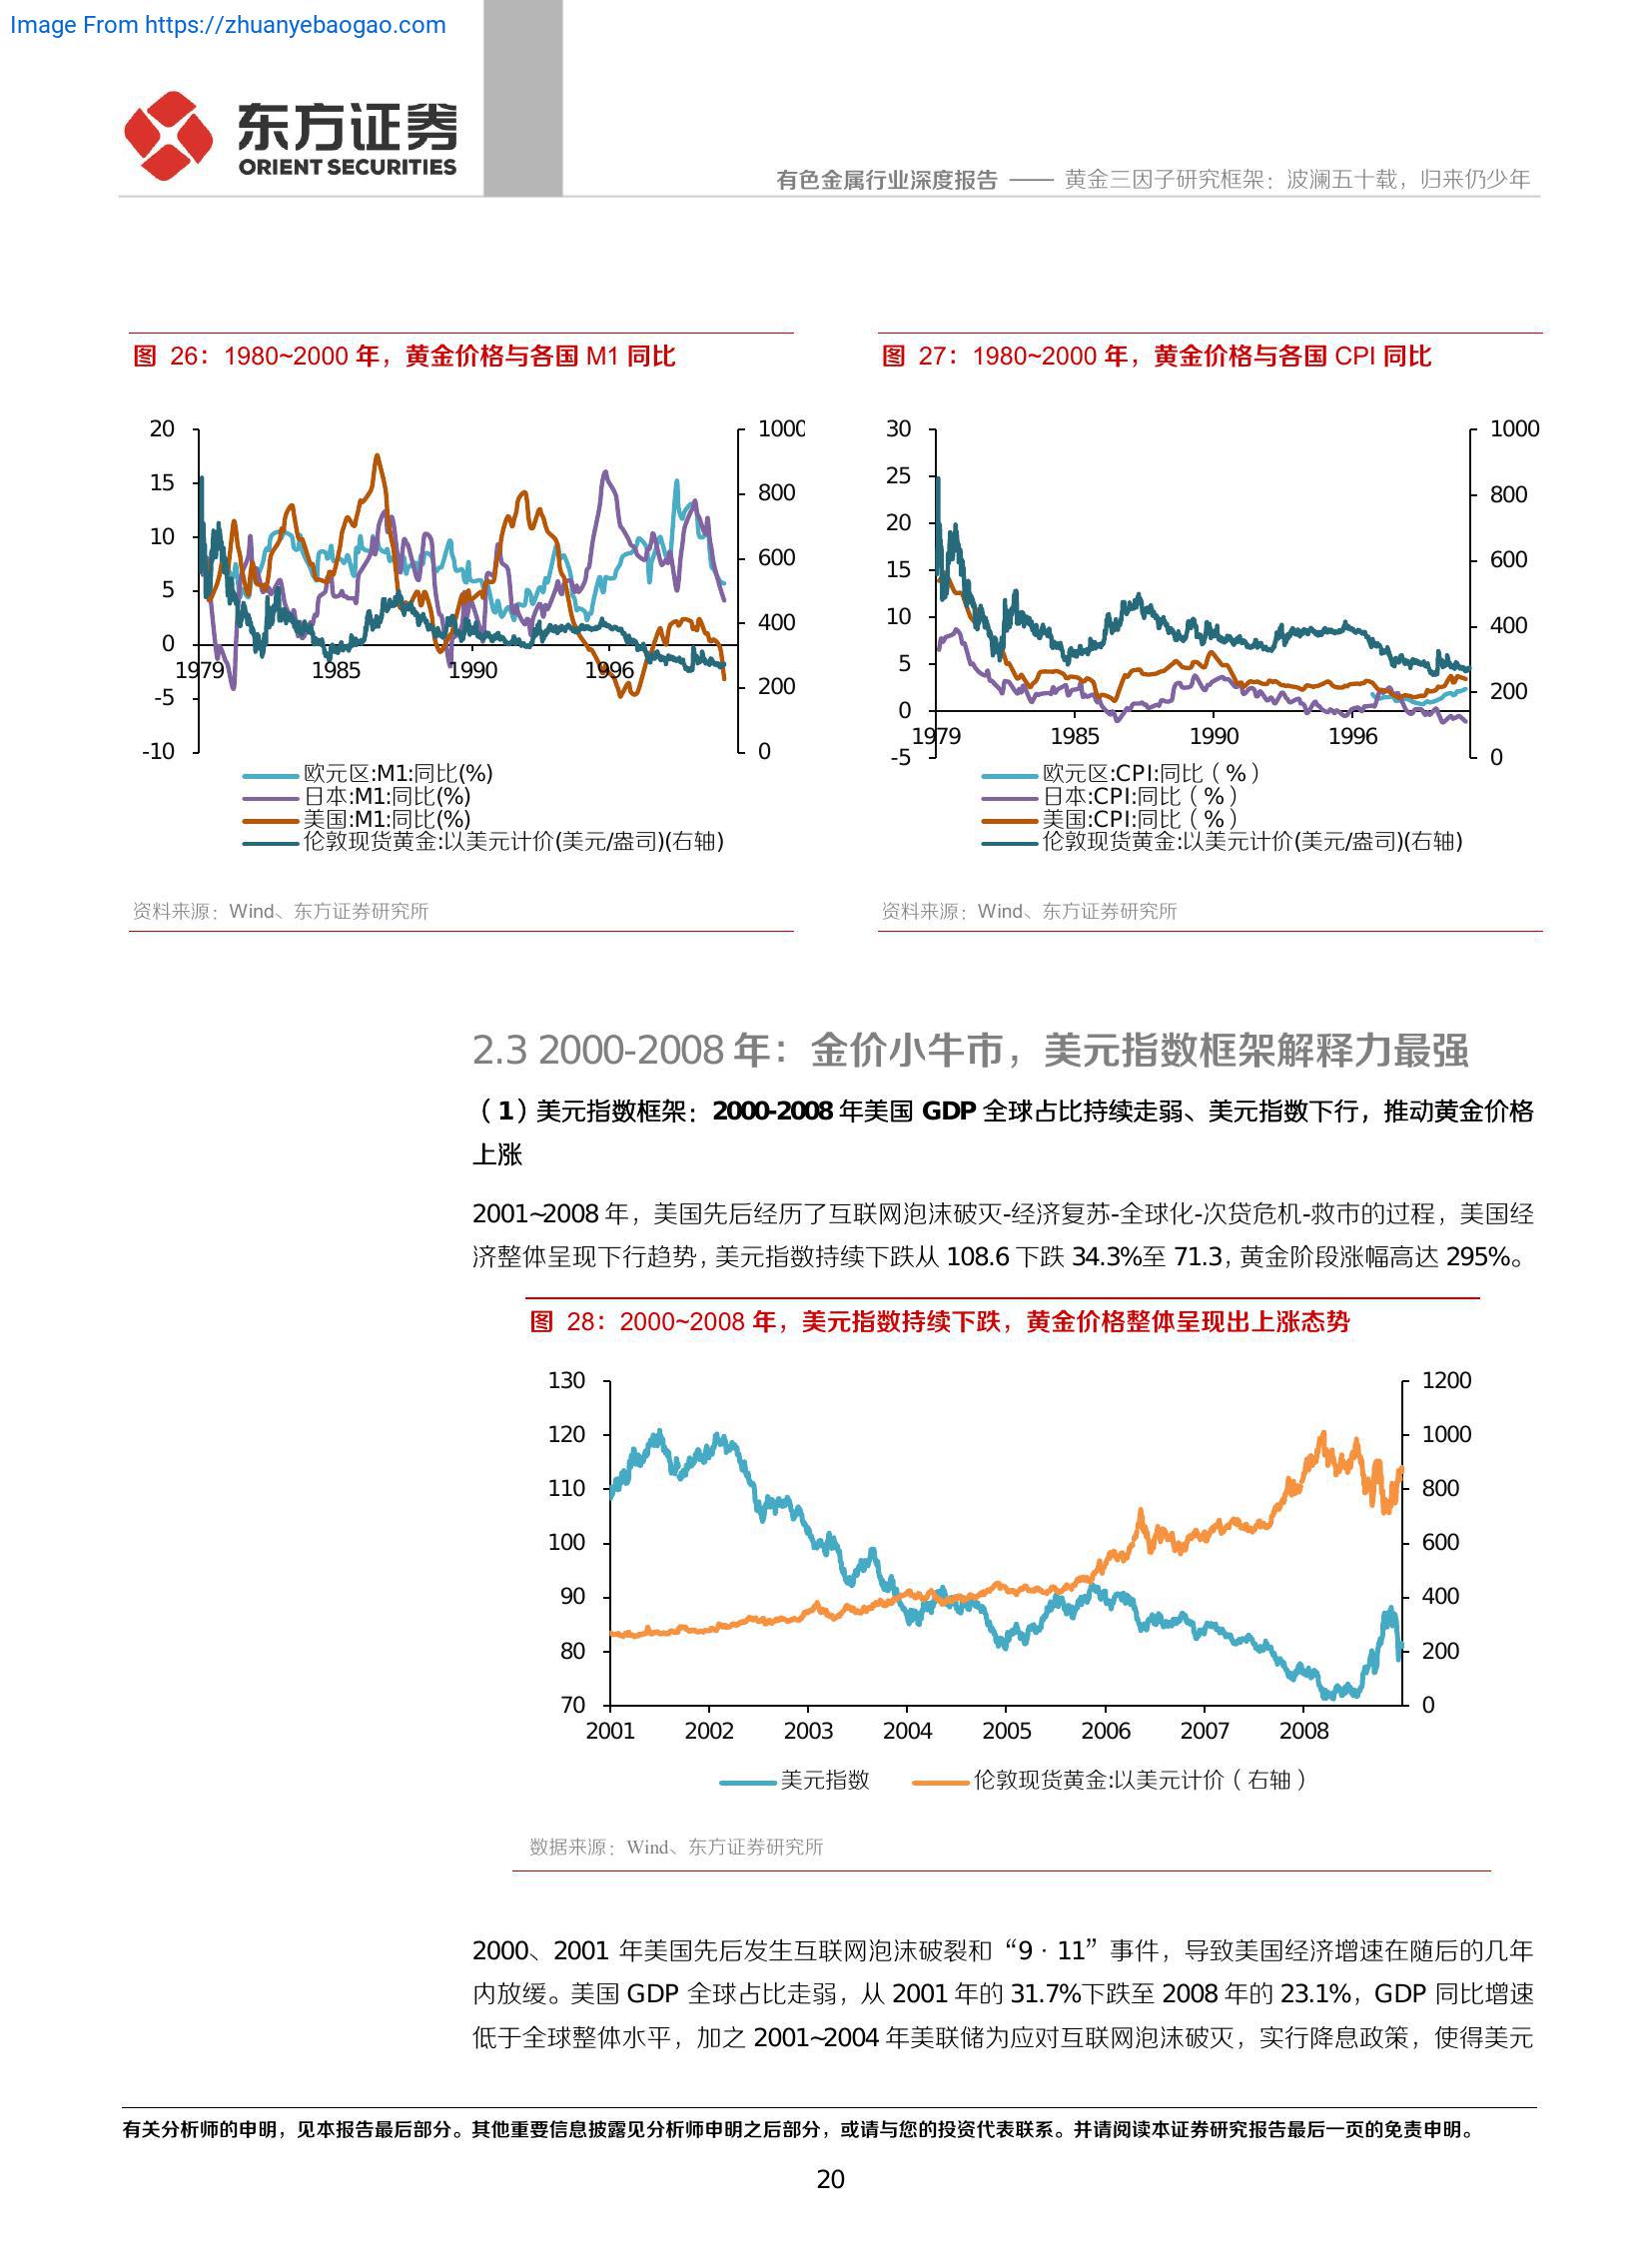 Image From https://zhuanyebaogao.com
东方证券
ORIENT SECURITIES
有色金属行业深度报告 —— 黄金三因子研究框架：波澜五十载，归来仍少年
图 26：1980~2000 年，黄金价格与各国 M1 同比
20
15
10
5
0
-5
-10
1000
800
600
400
200
0
1979
1985
1990
1996
欧元区:M1:同比(%)
日本:M1:同比(%)
美国:M1:同比(%)
伦敦现货黄金:以美元计价(美元/盎司)(右轴)
资料来源：Wind、东方证券研究所
图 27：1980~2000 年，黄金价格与各国 CPI 同比
30
25
20
15
10
5
0
-5
1000
800
600
400
200
0
1979
1985
1990
1996
欧元区:CPI:同比（%）
日本:CPI:同比（%）
美国:CPI:同比（%）
伦敦现货黄金:以美元计价(美元/盎司)(右轴)
资料来源：Wind、东方证券研究所
2.3 2000-2008 年：金价小牛市，美元指数框架解释力最强
（1）美元指数框架：2000-2008 年美国 GDP 全球占比持续走弱、美元指数下行，推动黄金价格
上涨
2001~2008 年，美国先后经历了互联网泡沫破灭-经济复苏-全球化-次贷危机-救市的过程，美国经
济整体呈现下行趋势，美元指数持续下跌从 108.6 下跌 34.3%至 71.3，黄金阶段涨幅高达 295%。
图 28：2000~2008 年，美元指数持续下跌，黄金价格整体呈现出上涨态势
130
120
110
100
90
80
70
1200
1000
800
600
400
200
0
2001
2002
2003
2004
2005
2006
2007
2008
美元指数
伦敦现货黄金:以美元计价（右轴）
数据来源：Wind、东方证券研究所
2000、2001 年美国先后发生互联网泡沫破裂和“9·11”事件，导致美国经济增速在随后的几年
内放缓。美国 GDP 全球占比走弱，从 2001 年的 31.7%下跌至 2008 年的 23.1%，GDP 同比增速
低于全球整体水平，加之 2001~2004 年美联储为应对互联网泡沫破灭，实行降息政策，使得美元
有关分析师的申明，见本报告最后部分。其他重要信息披露见分析师申明之后部分，或请与您的投资代表联系。并请阅读本证券研究报告最后一页的免责申明。
20